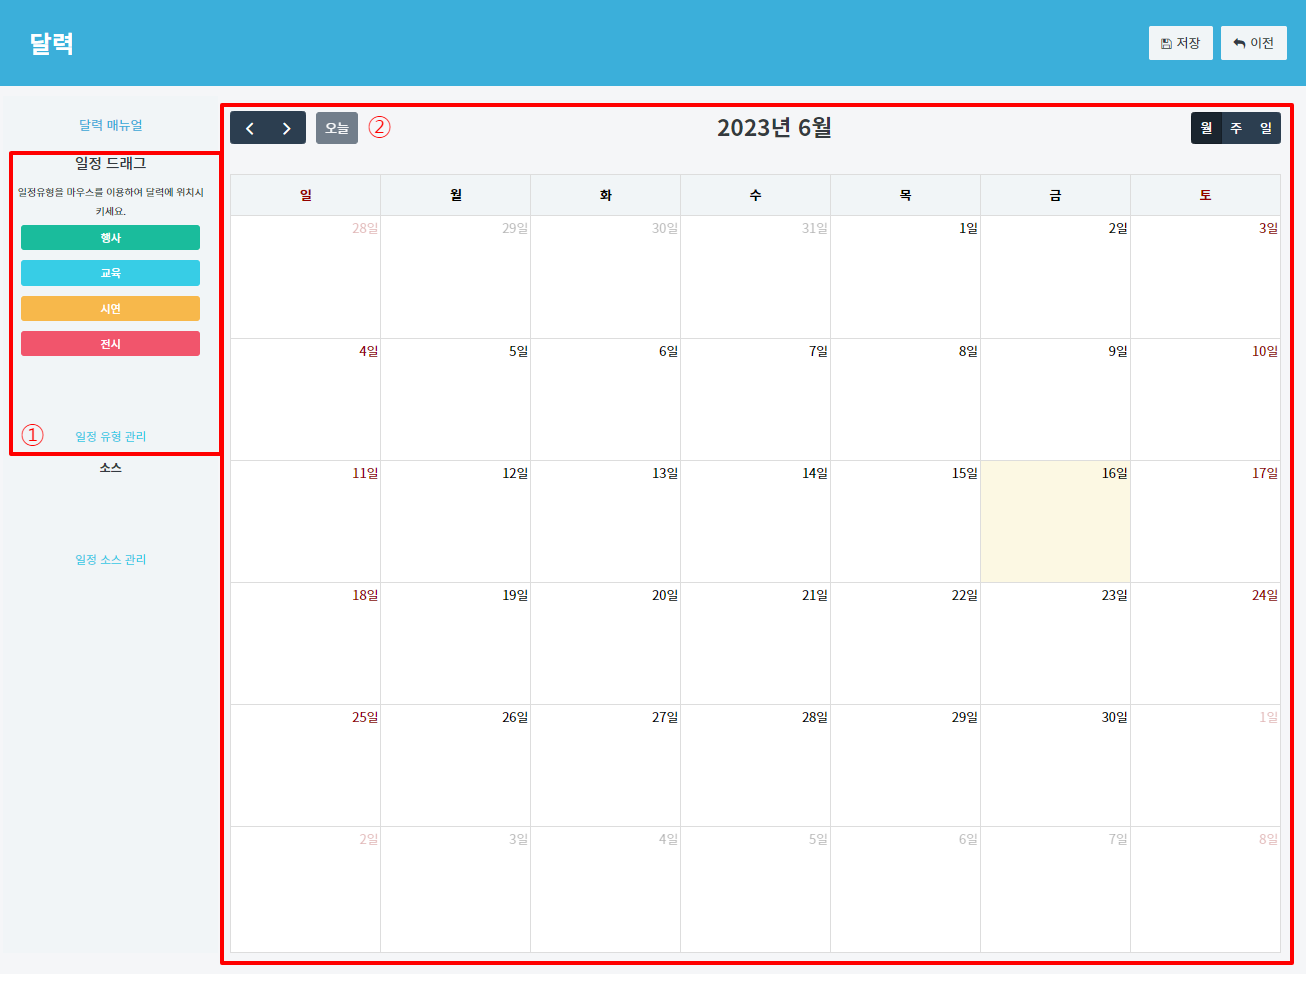 달력
저장
이전
달력 매뉴얼
일정 드래그
일정유형을 마우스를 이용하여 달력에 위치시
키세요.
행사
교육
시연
전시
① 일정 유형 관리
소스
일정 소스 관리
오늘 ②
2023년 6월
월 주 일
일 월 화 수 목 금 토
28일 29일 30일 31일 1일 2일 3일
4일 5일 6일 7일 8일 9일 10일
11일 12일 13일 14일 15일 16일 17일
18일 19일 20일 21일 22일 23일 24일
25일 26일 27일 28일 29일 30일 1일
2일 3일 4일 5일 6일 7일 8일